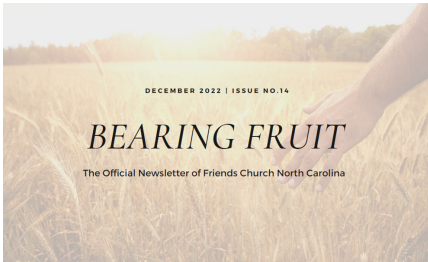 DECEMBER 2022 | ISSUE NO.14
BEARING FRUIT
The Official Newsletter of Friends Church North Carolina